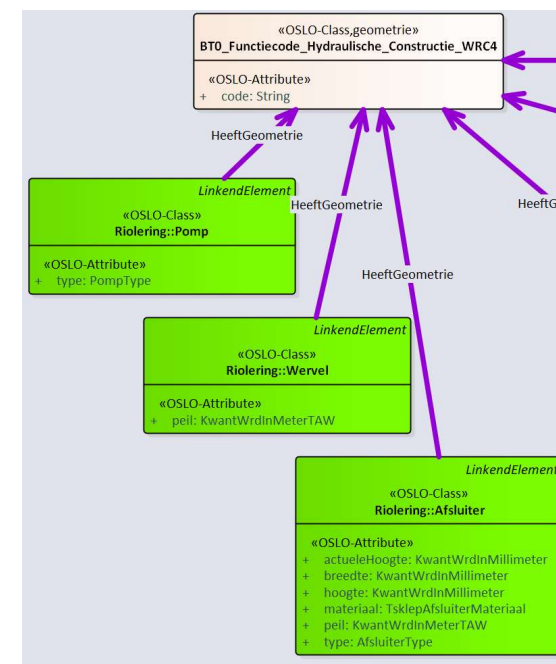 «OSLO-Class,geometrie»
BT0_Functiecode_Hydraulische_Constructie_WRC4
«OSLO-Attribute»
+ code: String
HeeftGeometrie
LinkendElement
«OSLO-Class»
Riolering::Pomp
«OSLO-Attribute»
+ type: PompType
HeeftGeometrie
HeeftG
HeeftGeometrie
LinkendElement
«OSLO-Class»
Riolering::Wervel
«OSLO-Attribute»
+ peil: KwantWrdInMeterTAW
LinkendElement
«OSLO-Class»
Riolering::Afsluiter
«OSLO-Attribute»
+ actueleHoogte: KwantWrdInMillimeter
+ breedte: KwantWrdInMillimeter
+ hoogte: KwantWrdInMillimeter
+ materiaal: TsklepAfsluiterMateriaal
+ peil: KwantWrdInMeterTAW
+ type: AfsluiterType